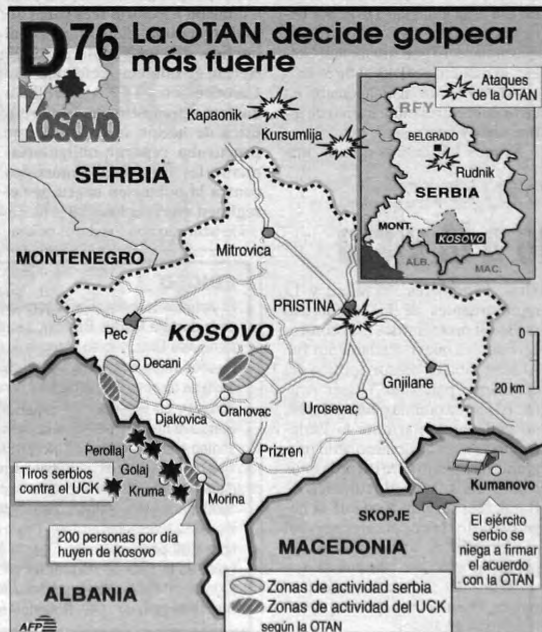 D76
La OTAN decide golpear
más fuerte
KOSOVO
Ataques
de la OTAN
RFY
BELGRADO
Rudnik
SERBIA
MONT.
KOSOVO
ALB.
MAC.
Kapaonik
Kursumlija
SERBIA
MONTENEGRO
Mitrovica
PRISTINA
Pec
KOSOVO
Decani
Gnjilane
0
20 km
Djakovica
Orahovac
Urosevac
Perollaj
Golaj
Kruma
Prizren
Morina
Tiros serbios
contra el UCK
200 personas por día
huyen de Kosovo
Kumanovo
SKOPJE
El ejército
serbio se
niega a firmar
el acuerdo
con la OTAN
MACEDONIA
ALBANIA
Zonas de actividad serbia
Zonas de actividad del UCK
según la OTAN
AFP